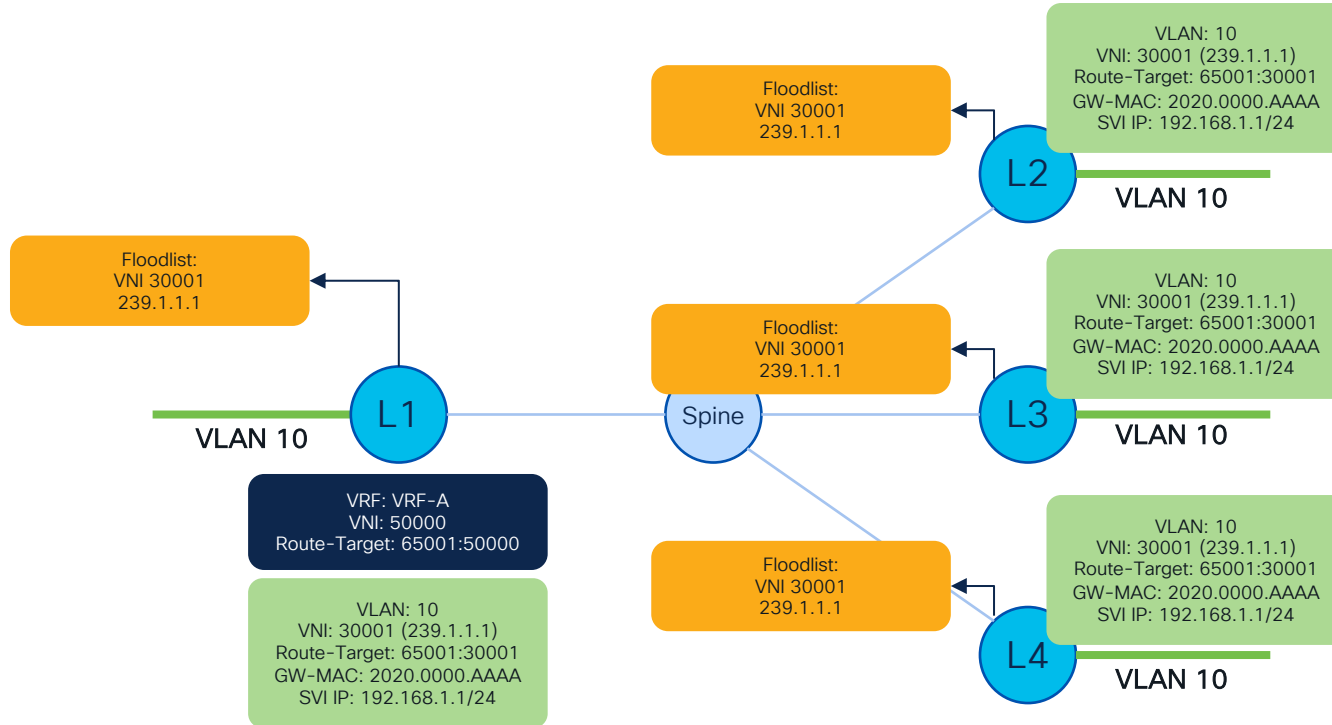 VLAN: 10
VNI: 30001 (239.1.1.1)
Route-Target: 65001:30001
GW-MAC: 2020.0000.AAAA
SVI IP: 192.168.1.1/24
Floodlist:
VNI 30001
239.1.1.1
L2
VLAN 10
Floodlist:
VNI 30001
239.1.1.1
VLAN: 10
VNI: 30001 (239.1.1.1)
Route-Target: 65001:30001
GW-MAC: 2020.0000.AAAA
SVI IP: 192.168.1.1/24
Floodlist:
VNI 30001
239.1.1.1
L1
Spine
L3
VLAN 10
VLAN 10
VRF: VRF-A
VNI: 50000
Route-Target: 65001:50000
VLAN: 10
VNI: 30001 (239.1.1.1)
Route-Target: 65001:30001
GW-MAC: 2020.0000.AAAA
SVI IP: 192.168.1.1/24
Floodlist:
VNI 30001
239.1.1.1
VLAN: 10
VNI: 30001 (239.1.1.1)
Route-Target: 65001:30001
GW-MAC: 2020.0000.AAAA
SVI IP: 192.168.1.1/24
L4
VLAN 10